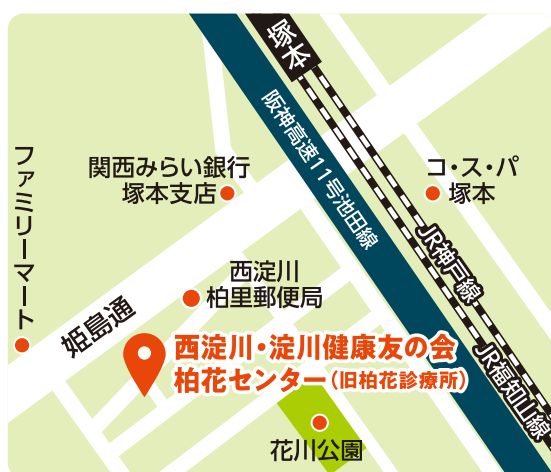 塚本
阪神高速11号池田線
ファミリーマート
関西みらい銀行
塚本支店
コ・ス・パ
塚本
JR神戸線
西淀川
柏里郵便局
姫島通
西淀川・淀川健康友の会
柏花センター（旧柏花診療所）
JR福知山線
花川公園